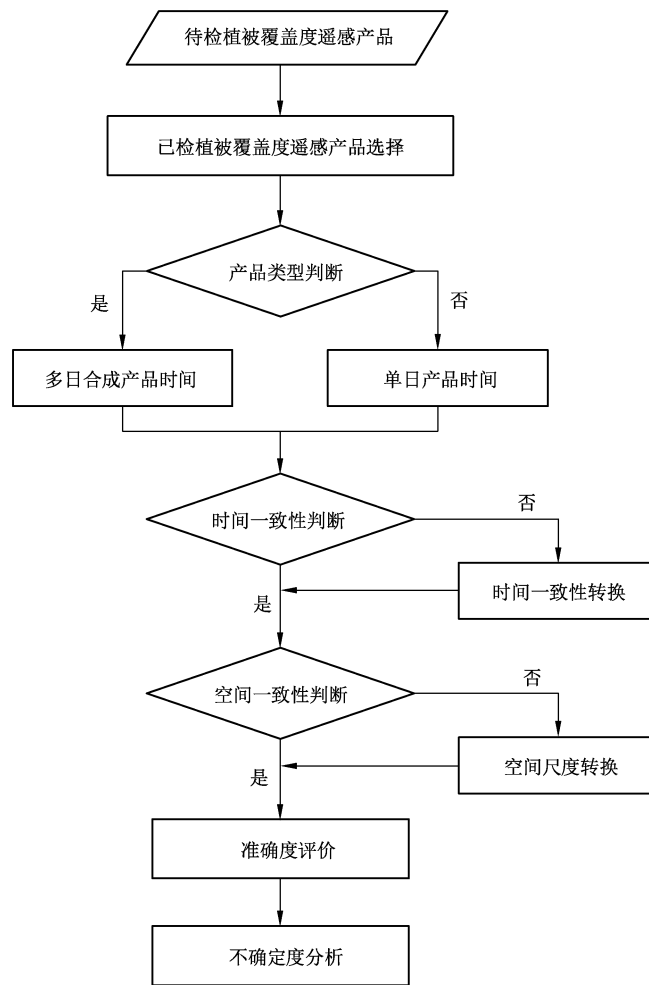 待检植被覆盖度遥感产品
已检植被覆盖度遥感产品选择
产品类型判断
是
否
多日合成产品时间
单日产品时间
时间一致性判断
否
时间一致性转换
是
空间一致性判断
否
空间尺度转换
是
准确度评价
不确定度分析